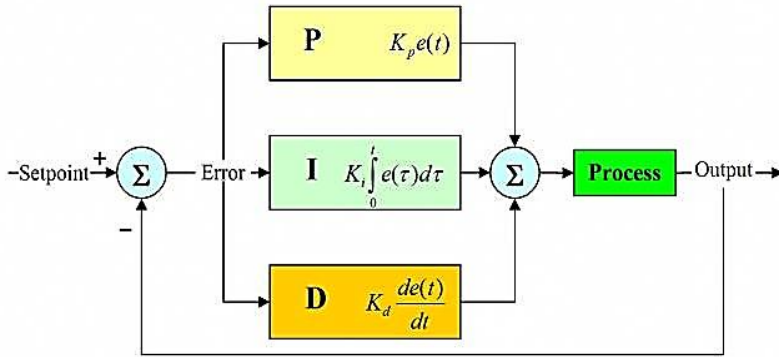 P K_p e(t)
Setpoint + Σ Error I K_i ∫_0^t e(τ)dτ Σ Process Output
−
D K_d de(t)/dt